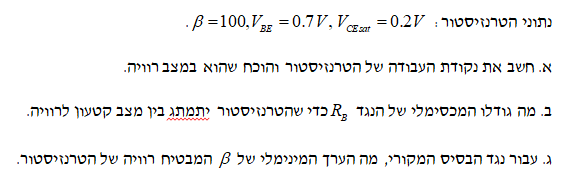 נתוני הטרנזיסטור: β=100, V_BE = 0.7V, V_CEsat = 0.2V .
א. חשב את נקודת העבודה של הטרנזיסטור והוכח שהוא במצב רוויה.
ב. מה גודלו המכסימלי של הנגד R_B כדי שהטרנזיסטור יתמתג בין מצב קטעון לרוויה.
ג. עבור נגד הבסיס המקורי, מה הערך המינימלי של β המבטיח רוויה של הטרנזיסטור.